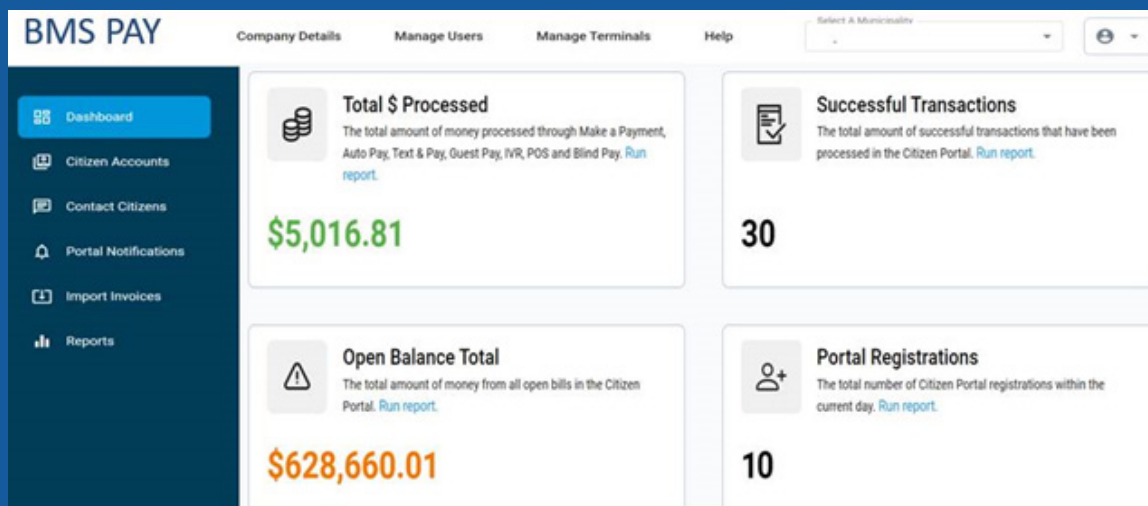 BMS PAY
Company Details
Manage Users
Manage Terminals
Help
Select A Municipality
Dashboard
Citizen Accounts
Contact Citizens
Portal Notifications
Import Invoices
Reports
Total $ Processed
The total amount of money processed through Make a Payment,
Auto Pay, Text & Pay, Guest Pay, IVR, POS and Blind Pay. Run
report.
$5,016.81
Successful Transactions
The total amount of successful transactions that have been
processed in the Citizen Portal. Run report.
30
Open Balance Total
The total amount of money from all open bills in the Citizen
Portal. Run report.
$628,660.01
Portal Registrations
The total number of Citizen Portal registrations within the
current day. Run report.
10